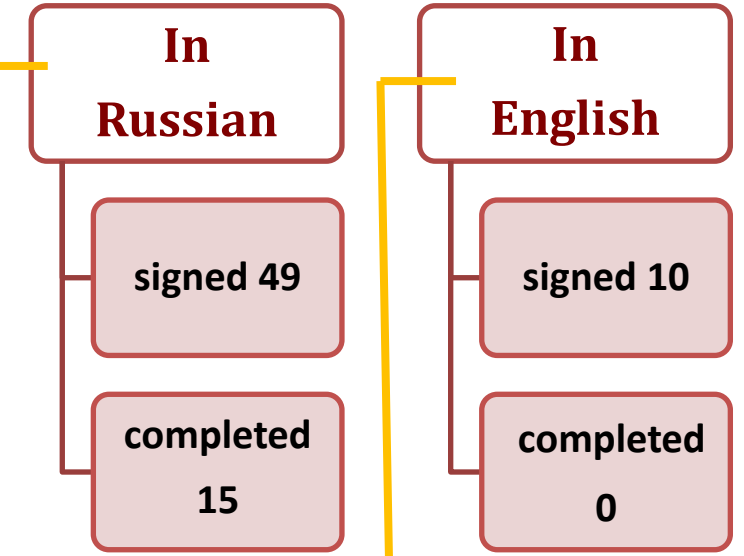 In
Russian
signed 49
completed
15
In
English
signed 10
completed
0